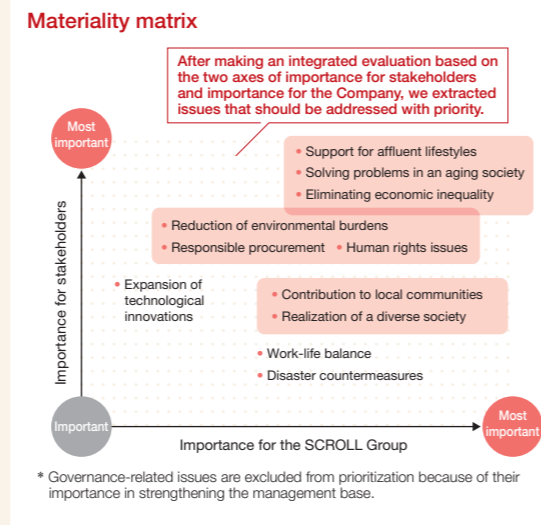 Materiality matrix
After making an integrated evaluation based on
the two axes of importance for stakeholders
and importance for the Company, we extracted
issues that should be addressed with priority.
Most
important
• Support for affluent lifestyles
• Solving problems in an aging society
• Eliminating economic inequality
• Reduction of environmental burdens
• Responsible procurement • Human rights issues
Importance for stakeholders
• Expansion of
technological
innovations
• Contribution to local communities
• Realization of a diverse society
• Work-life balance
• Disaster countermeasures
Important
Most
important
Importance for the SCROLL Group
* Governance-related issues are excluded from prioritization because of their
importance in strengthening the management base.